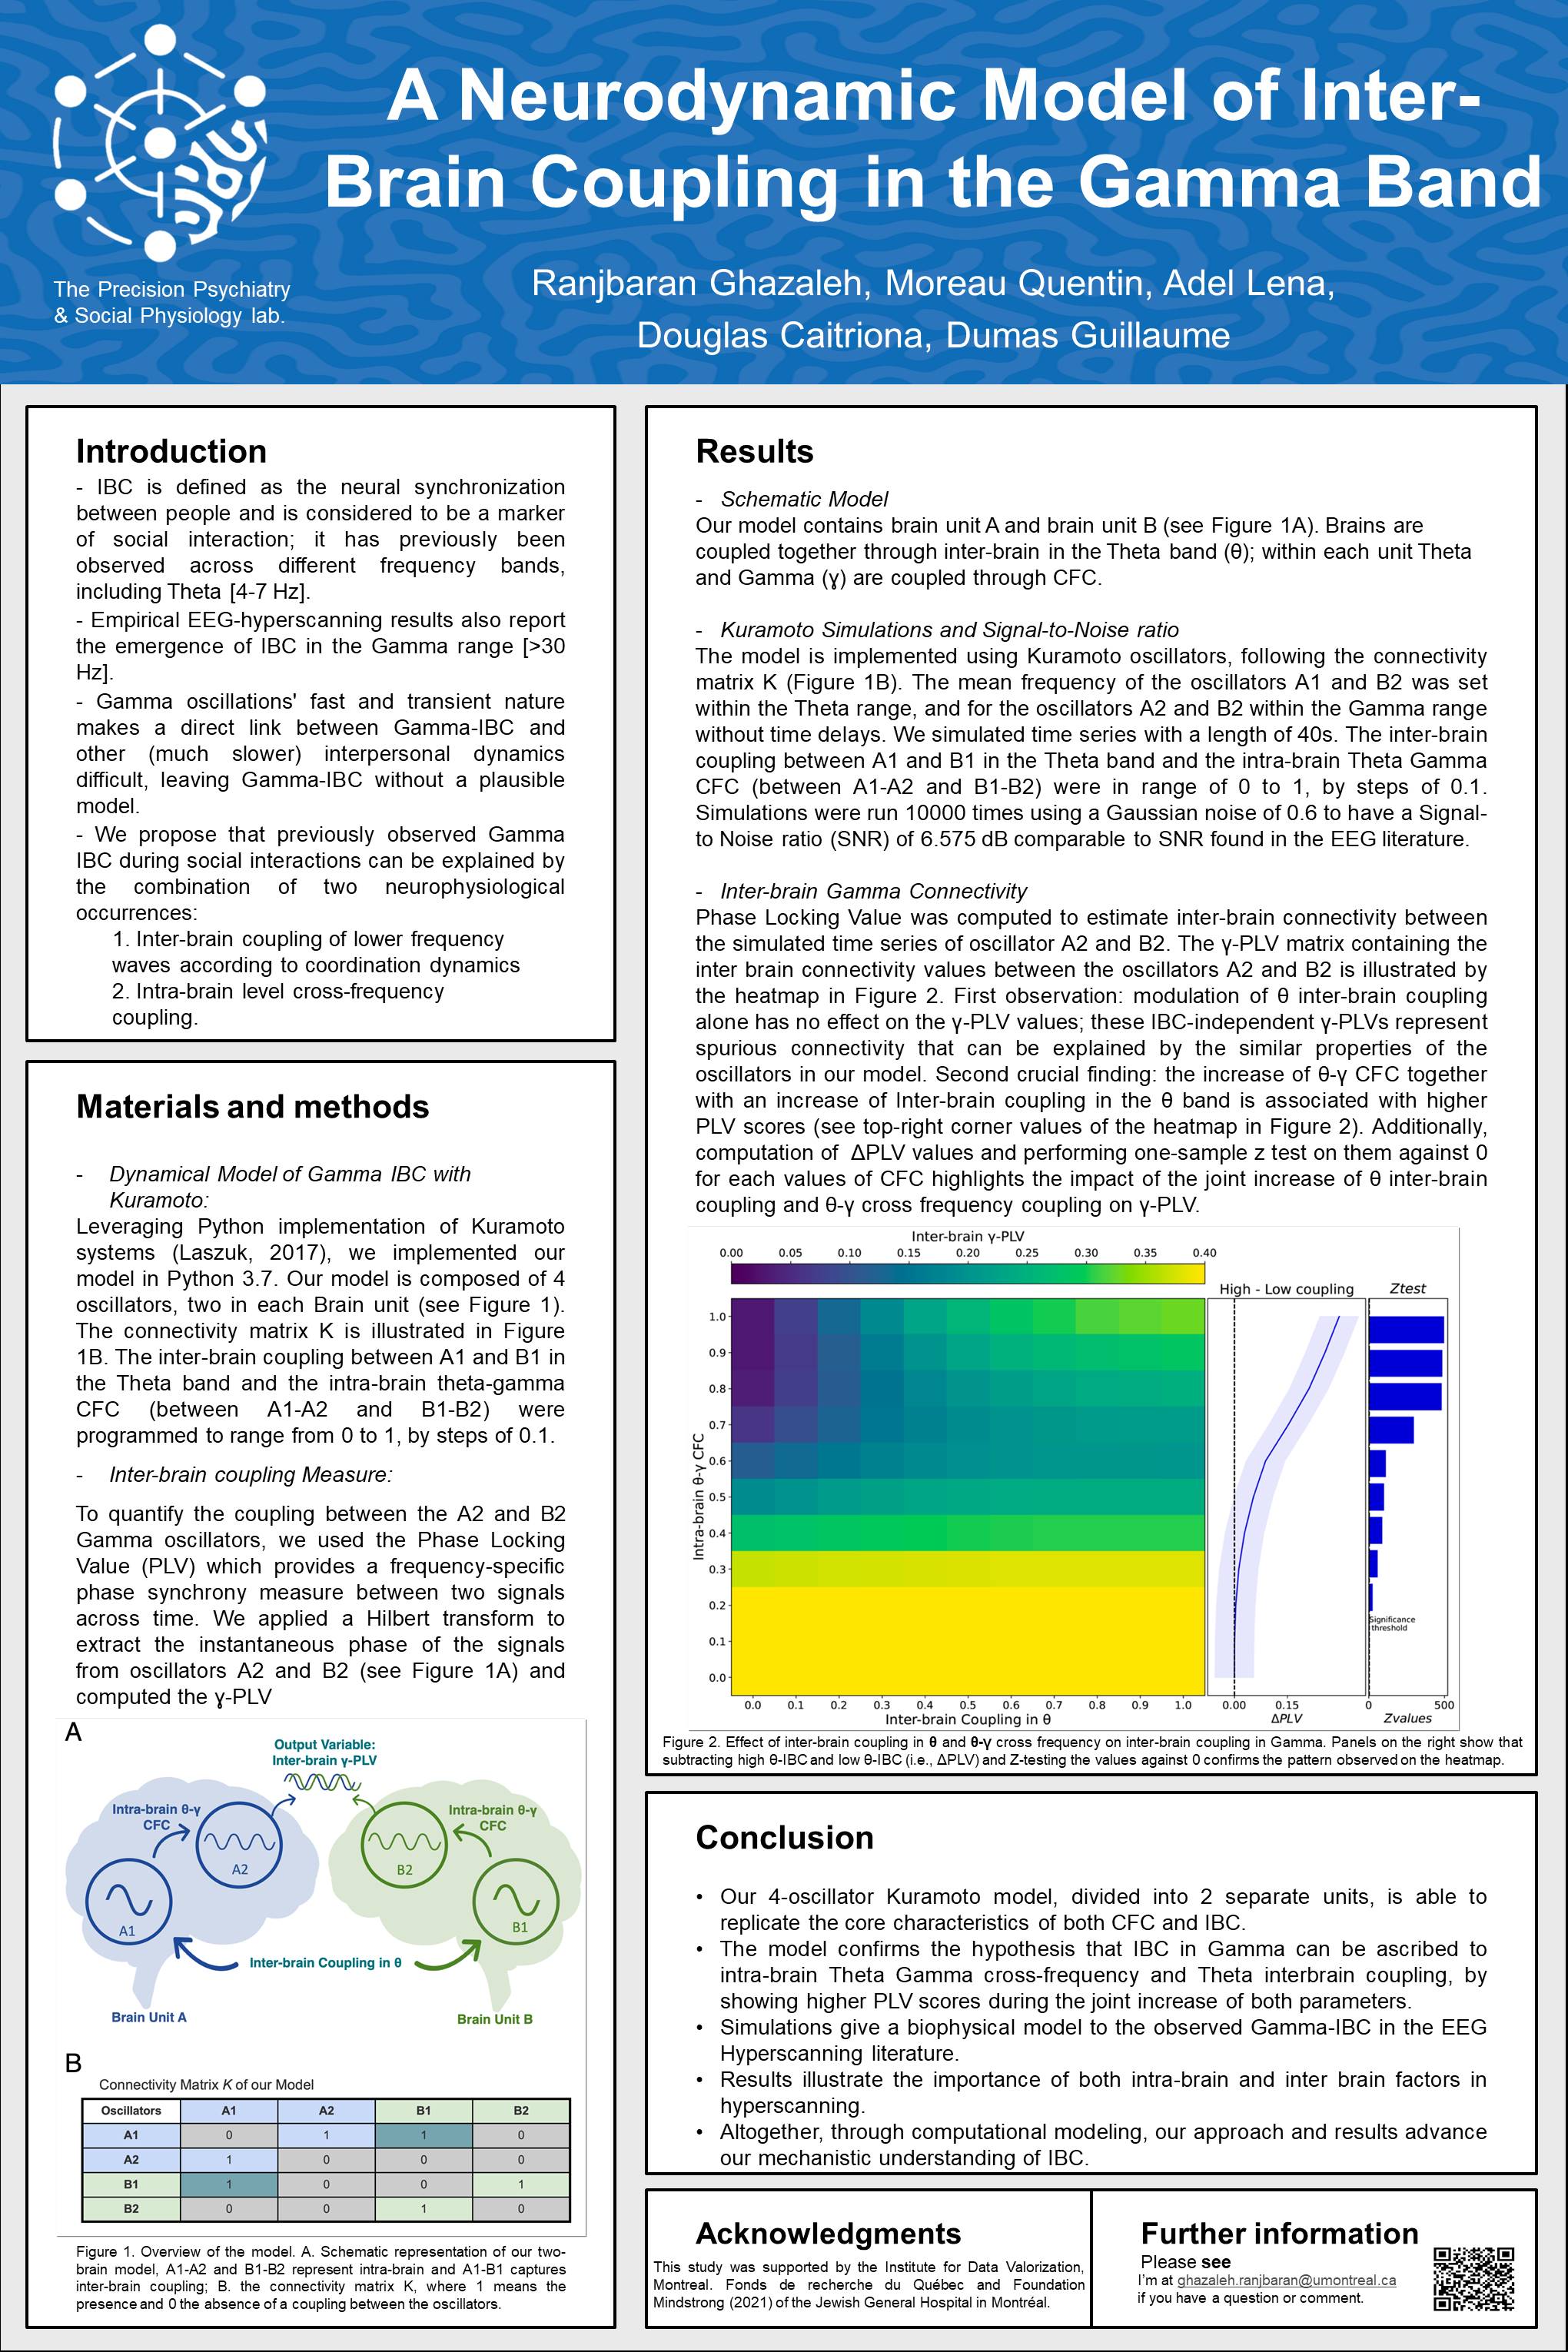 A Neurodynamic Model of Inter-
Brain Coupling in the Gamma Band
Ranjbaran Ghazaleh, Moreau Quentin, Adel Lena,
Douglas Caitriona, Dumas Guillaume
The Precision Psychiatry
& Social Physiology lab.
Introduction
- IBC is defined as the neural synchronization
between people and is considered to be a marker
of social interaction; it has previously been
observed across different frequency bands,
including Theta [4-7 Hz].
- Empirical EEG-hyperscanning results also report
the emergence of IBC in the Gamma range [>30
Hz].
- Gamma oscillations' fast and transient nature
makes a direct link between Gamma-IBC and
other (much slower) interpersonal dynamics
difficult, leaving Gamma-IBC without a plausible
model.
- We propose that previously observed Gamma
IBC during social interactions can be explained by
the combination of two neurophysiological
occurrences:
1. Inter-brain coupling of lower frequency
waves according to coordination dynamics
2. Intra-brain level cross-frequency
coupling.
Materials and methods
- Dynamical Model of Gamma IBC with
Kuramoto:
Leveraging Python implementation of Kuramoto
systems (Laszuk, 2017), we implemented our
model in Python 3.7. Our model is composed of 4
oscillators, two in each Brain unit (see Figure 1).
The connectivity matrix K is illustrated in Figure
1B. The inter-brain coupling between A1 and B1 in
the Theta band and the intra-brain theta-gamma
CFC (between A1-A2 and B1-B2) were
programmed to range from 0 to 1, by steps of 0.1.
- Inter-brain coupling Measure:
To quantify the coupling between the A2 and B2
Gamma oscillators, we used the Phase Locking
Value (PLV) which provides a frequency-specific
phase synchrony measure between two signals
across time. We applied a Hilbert transform to
extract the instantaneous phase of the signals
from oscillators A2 and B2 (see Figure 1A) and
computed the ɣ-PLV
A
Output Variable:
Inter-brain γ-PLV
Intra-brain θ-γ
CFC
Intra-brain θ-γ
CFC
A2
B2
A1
B1
Inter-brain Coupling in θ
Brain Unit A
Brain Unit B
B
Connectivity Matrix K of our Model
Oscillators A1 A2 B1 B2
A1 0 1 1 0
A2 1 0 0 0
B1 1 0 0 1
B2 0 0 1 0
Figure 1. Overview of the model. A. Schematic representation of our two-
brain model, A1-A2 and B1-B2 represent intra-brain and A1-B1 captures
inter-brain coupling; B. the connectivity matrix K, where 1 means the
presence and 0 the absence of a coupling between the oscillators.
Results
- Schematic Model
Our model contains brain unit A and brain unit B (see Figure 1A). Brains are
coupled together through inter-brain in the Theta band (θ); within each unit Theta
and Gamma (ɣ) are coupled through CFC.
- Kuramoto Simulations and Signal-to-Noise ratio
The model is implemented using Kuramoto oscillators, following the connectivity
matrix K (Figure 1B). The mean frequency of the oscillators A1 and B2 was set
within the Theta range, and for the oscillators A2 and B2 within the Gamma range
without time delays. We simulated time series with a length of 40s. The inter-brain
coupling between A1 and B1 in the Theta band and the intra-brain Theta Gamma
CFC (between A1-A2 and B1-B2) were in range of 0 to 1, by steps of 0.1.
Simulations were run 10000 times using a Gaussian noise of 0.6 to have a Signal-
to Noise ratio (SNR) of 6.575 dB comparable to SNR found in the EEG literature.
- Inter-brain Gamma Connectivity
Phase Locking Value was computed to estimate inter-brain connectivity between
the simulated time series of oscillator A2 and B2. The γ-PLV matrix containing the
inter brain connectivity values between the oscillators A2 and B2 is illustrated by
the heatmap in Figure 2. First observation: modulation of θ inter-brain coupling
alone has no effect on the γ-PLV values; these IBC-independent γ-PLVs represent
spurious connectivity that can be explained by the similar properties of the
oscillators in our model. Second crucial finding: the increase of θ-γ CFC together
with an increase of Inter-brain coupling in the θ band is associated with higher
PLV scores (see top-right corner values of the heatmap in Figure 2). Additionally,
computation of ΔPLV values and performing one-sample z test on them against 0
for each values of CFC highlights the impact of the joint increase of θ inter-brain
coupling and θ-γ cross frequency coupling on γ-PLV.
Inter-brain γ-PLV
0.00 0.05 0.10 0.15 0.20 0.25 0.30 0.35 0.40
High - Low coupling
Ztest
Intra-brain θ-γ CFC
1.0
0.9
0.8
0.7
0.6
0.5
0.4
0.3
0.2
0.1
0.0
Significance
threshold
0.0 0.1 0.2 0.3 0.4 0.5 0.6 0.7 0.8 0.9 1.0
Inter-brain Coupling in θ
0.00 0.15
ΔPLV
0 500
Zvalues
Figure 2. Effect of inter-brain coupling in θ and θ-γ cross frequency on inter-brain coupling in Gamma. Panels on the right show that
subtracting high θ-IBC and low θ-IBC (i.e., ΔPLV) and Z-testing the values against 0 confirms the pattern observed on the heatmap.
Conclusion
• Our 4-oscillator Kuramoto model, divided into 2 separate units, is able to
replicate the core characteristics of both CFC and IBC.
• The model confirms the hypothesis that IBC in Gamma can be ascribed to
intra-brain Theta Gamma cross-frequency and Theta interbrain coupling, by
showing higher PLV scores during the joint increase of both parameters.
• Simulations give a biophysical model to the observed Gamma-IBC in the EEG
Hyperscanning literature.
• Results illustrate the importance of both intra-brain and inter brain factors in
hyperscanning.
• Altogether, through computational modeling, our approach and results advance
our mechanistic understanding of IBC.
Acknowledgments
This study was supported by the Institute for Data Valorization,
Montreal. Fonds de recherche du Québec and Foundation
Mindstrong (2021) of the Jewish General Hospital in Montréal.
Further information
Please see
I'm at ghazaleh.ranjbaran@umontreal.ca
if you have a question or comment.